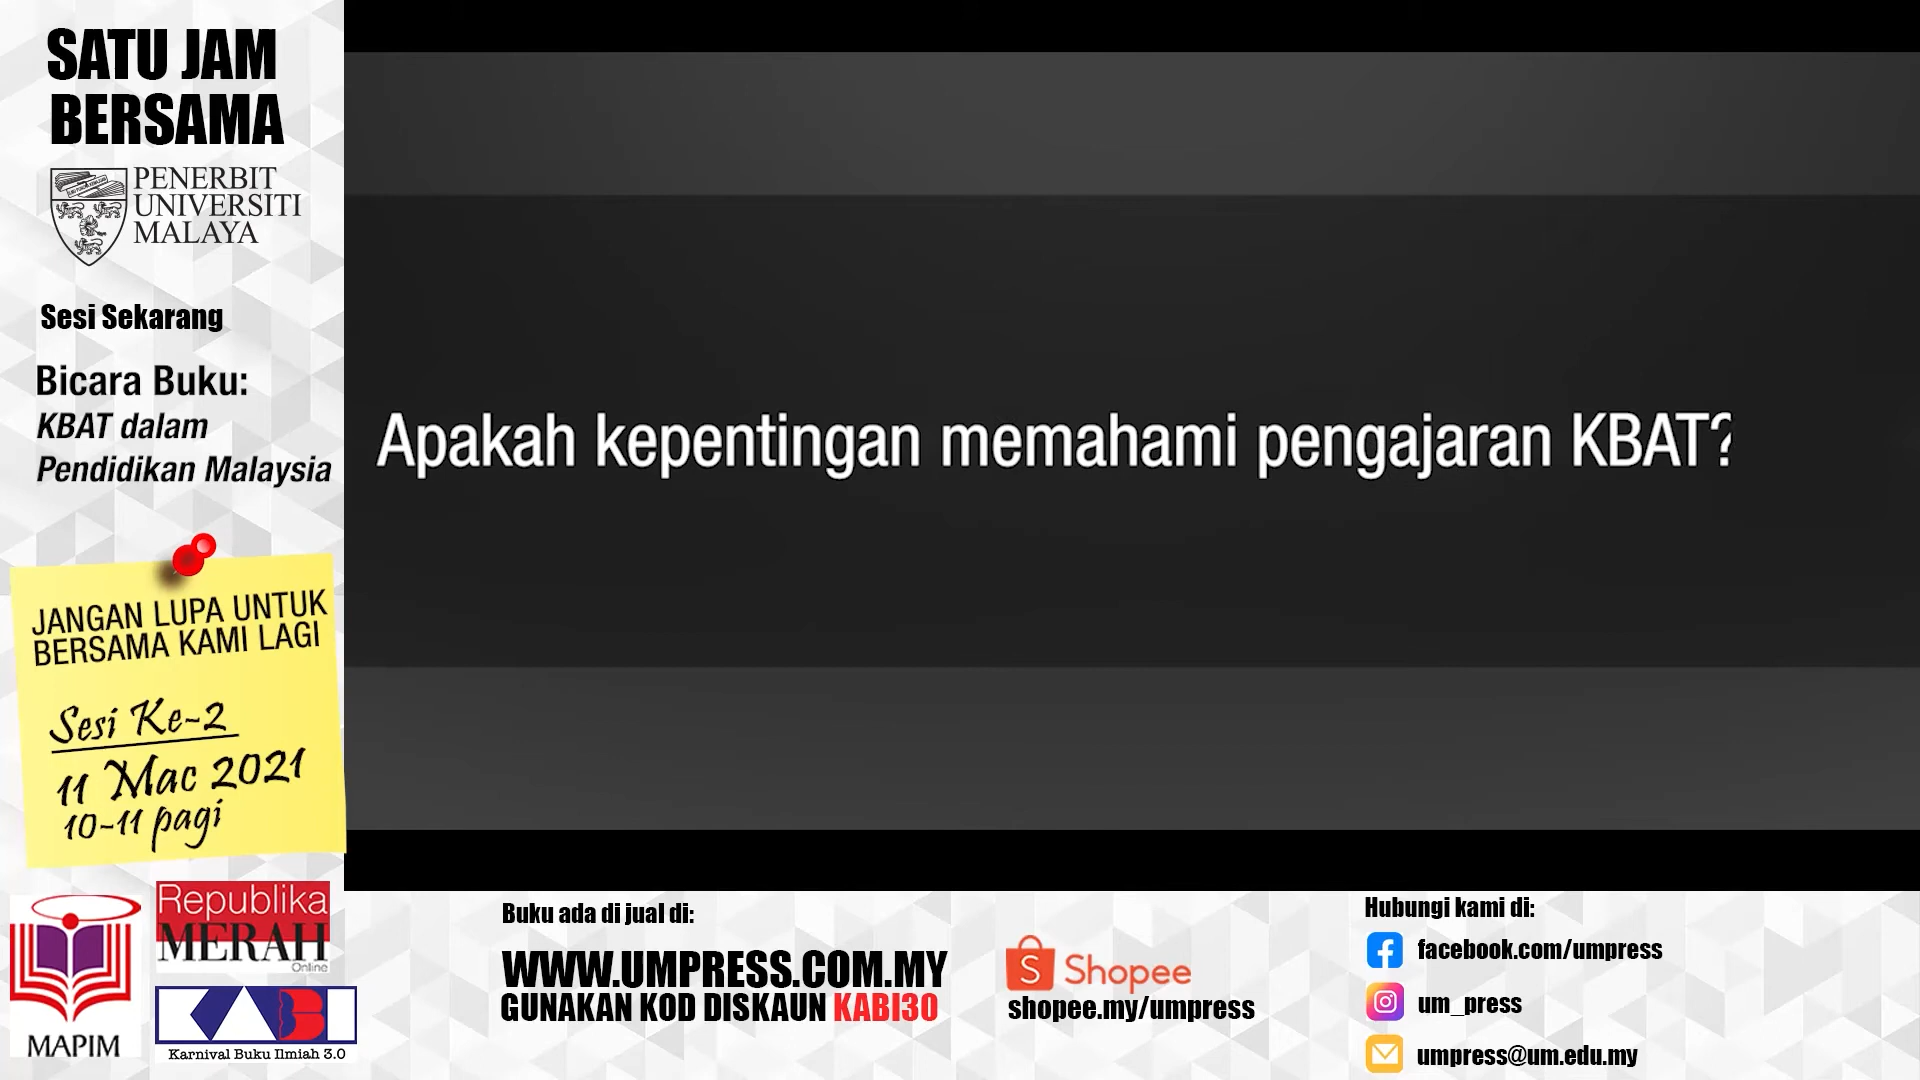 SATU JAM
BERSAMA
PENERBIT
UNIVERSITI
MALAYA
Sesi Sekarang
Bicara Buku:
KBAT dalam
Pendidikan Malaysia
JANGAN LUPA UNTUK
BERSAMA KAMI LAGI
Sesi Ke-2
11 Mac 2021
10-11 pagi
MAPIM
Republika
MERAH
Online
KABI
Karnival Buku Ilmiah 3.0
Apakah kepentingan memahami pengajaran KBAT?
Buku ada di jual di:
WWW.UMPRESS.COM.MY
GUNAKAN KOD DISKAUN KABI30
Shopee
shopee.my/umpress
Hubungi kami di:
facebook.com/umpress
um_press
umpress@um.edu.my